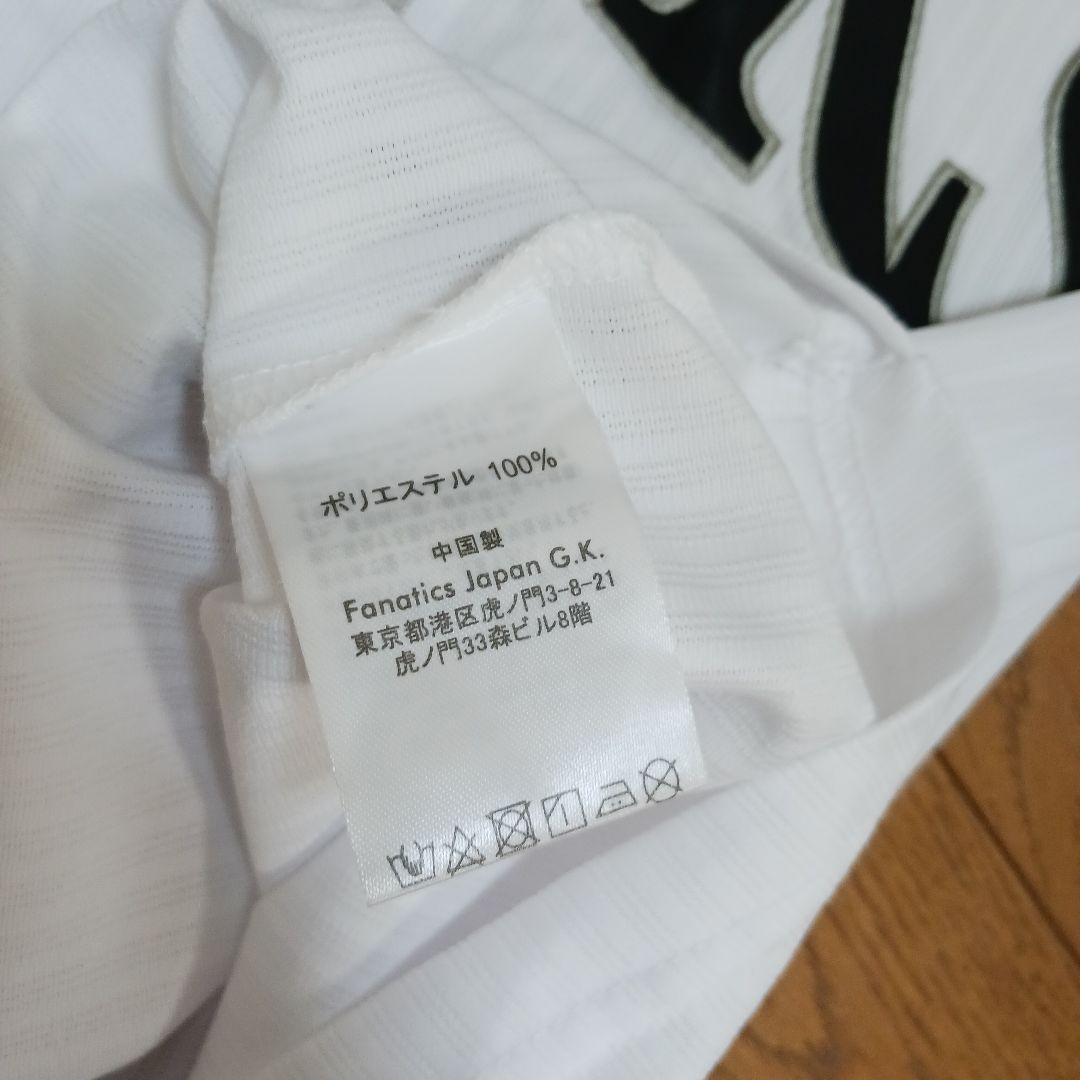 ポリエステル 100%
中国製
Fanatics Japan G.K.
東京都港区虎ノ門3-8-21
虎ノ門33森ビル8階